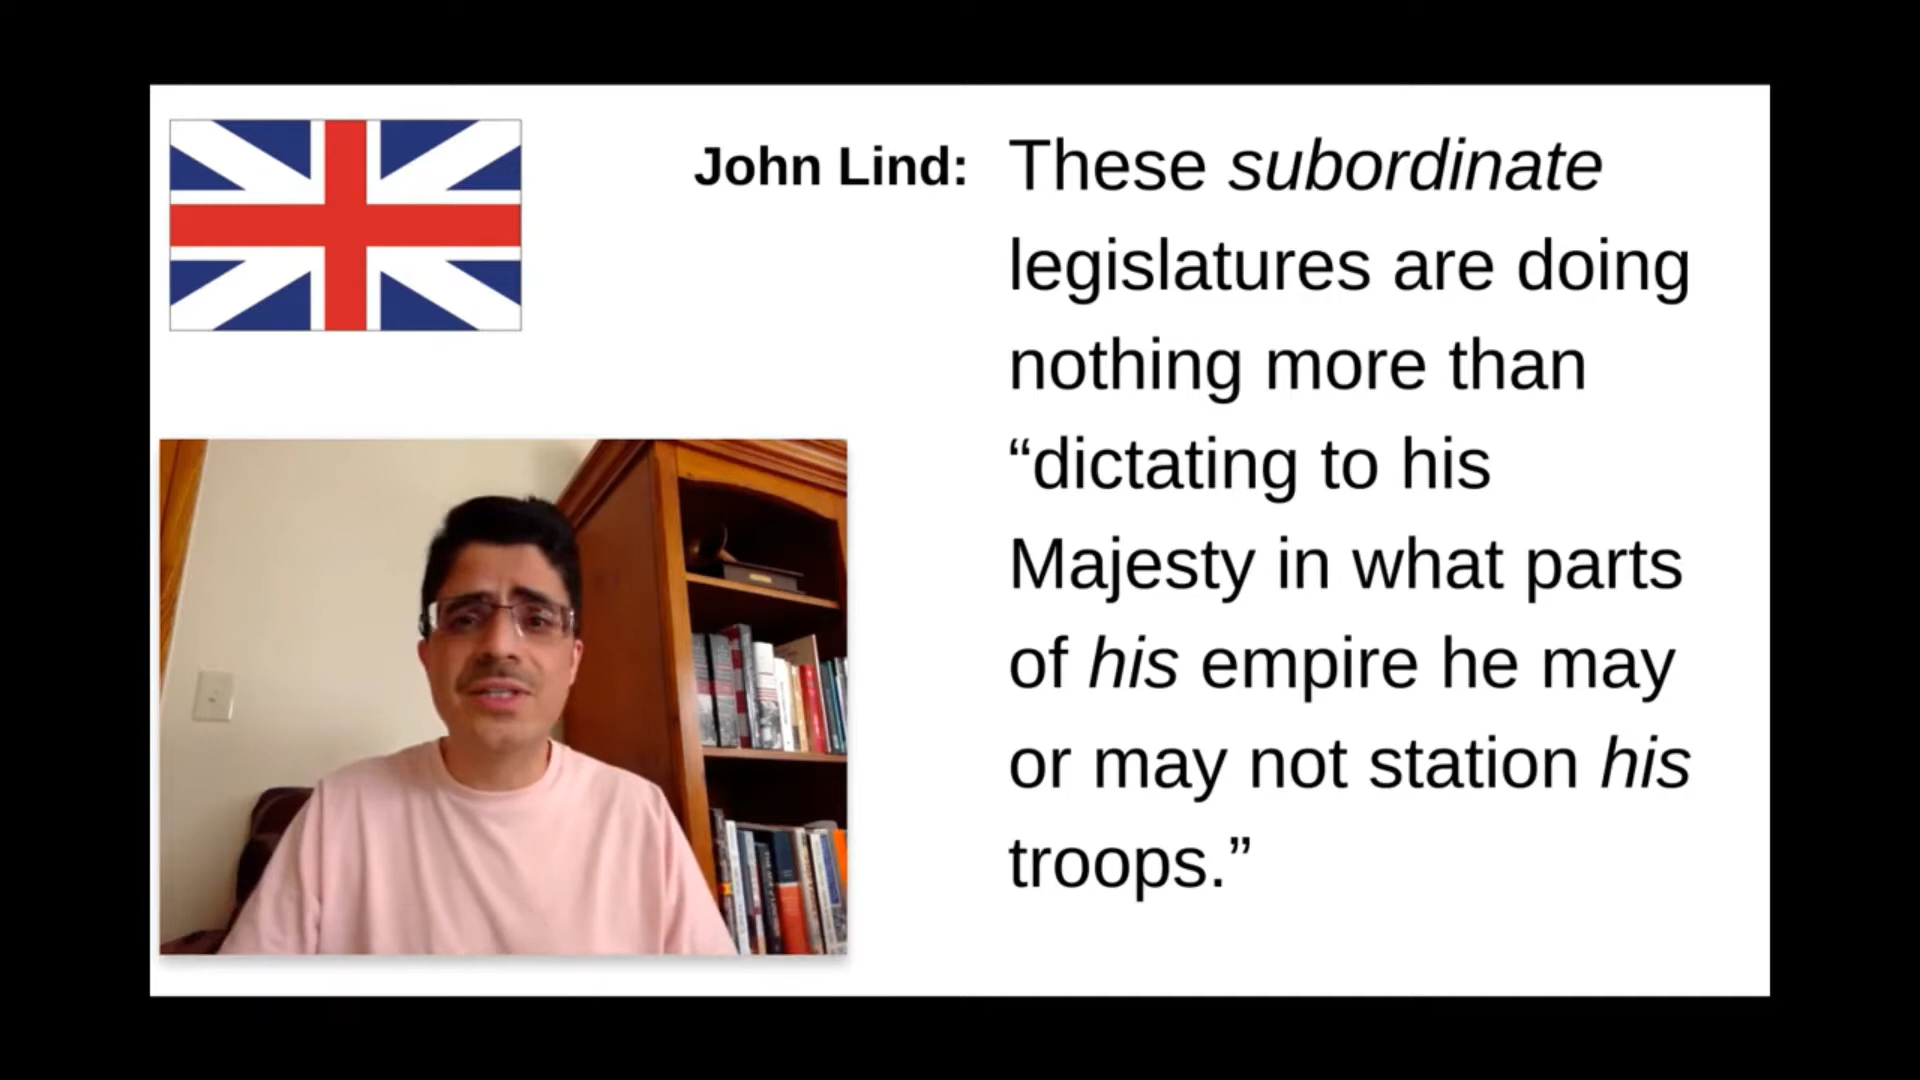 John Lind:
These subordinate
legislatures are doing
nothing more than
“dictating to his
Majesty in what parts
of his empire he may
or may not station his
troops.”